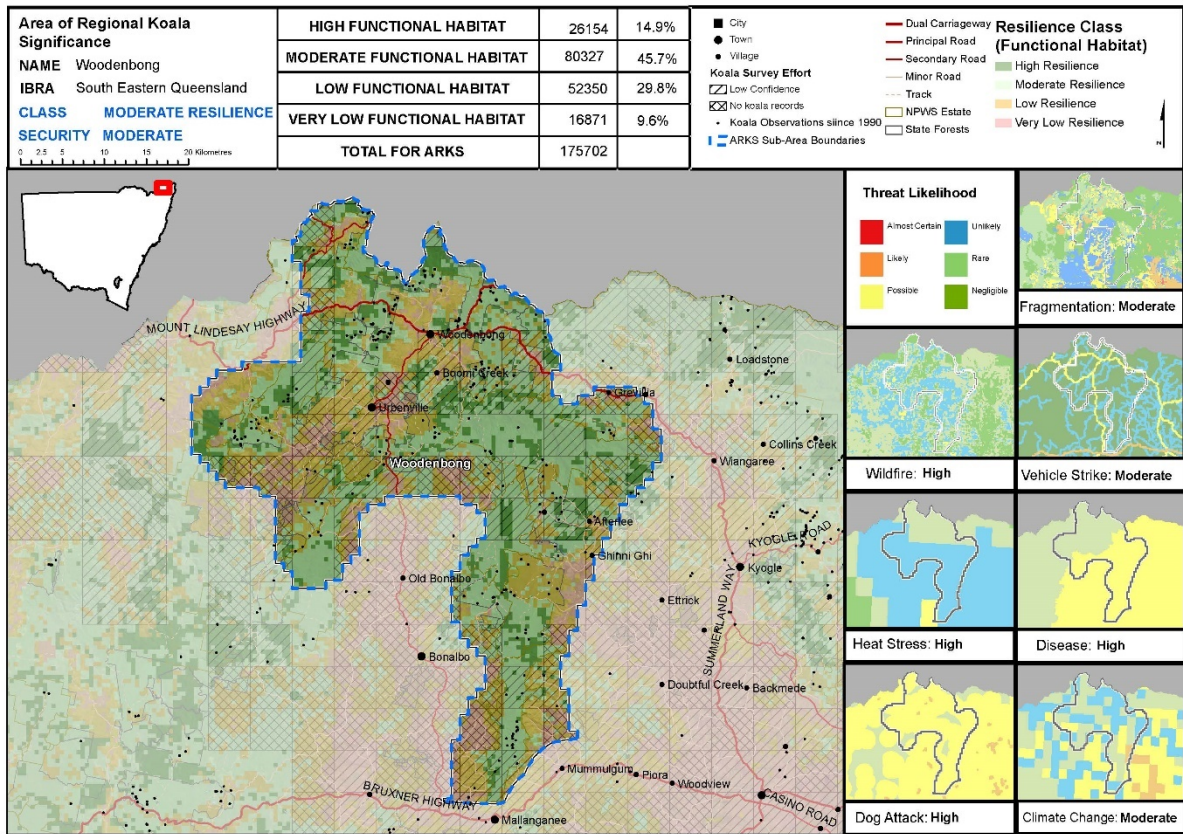 Area of Regional Koala
Significance
NAME Woodenbong
IBRA South Eastern Queensland
CLASS MODERATE RESILIENCE
SECURITY MODERATE
0 2.5 5 10 15 20 Kilometres
HIGH FUNCTIONAL HABITAT 26154 14.9%
MODERATE FUNCTIONAL HABITAT 80327 45.7%
LOW FUNCTIONAL HABITAT 52350 29.8%
VERY LOW FUNCTIONAL HABITAT 16871 9.6%
TOTAL FOR ARKS 175702
City
Town
Village
Koala Survey Effort
Low Confidence
No koala records
Koala Observations siince 1990
ARKS Sub-Area Boundaries
Dual Carriageway
Principal Road
Secondary Road
Minor Road
Track
NPWS Estate
State Forests
Resilience Class
(Functional Habitat)
High Resilience
Moderate Resilience
Low Resilience
Very Low Resilience
N
MOUNT LINDESAY HIGHWAY
Woodenbong
Loadstone
Boomi Creek
Grevillia
Urbenville
Collins Creek
Woodenbong
Wiangaree
Afterlee
KYOGLE ROAD
Ghinni Ghi
Kyogle
Old Bonalbo
Ettrick
SUMMERLAND WAY
Bonalbo
Doubtful Creek
Backmede
Mummulgum
Piora
Woodview
BRUXNER HIGHWAY
CASINO ROAD
Mallanganee
Threat Likelihood
Almost Certain
Unlikely
Likely
Rare
Possible
Negligible
Fragmentation: Moderate
Wildfire: High
Vehicle Strike: Moderate
Heat Stress: High
Disease: High
Dog Attack: High
Climate Change: Moderate